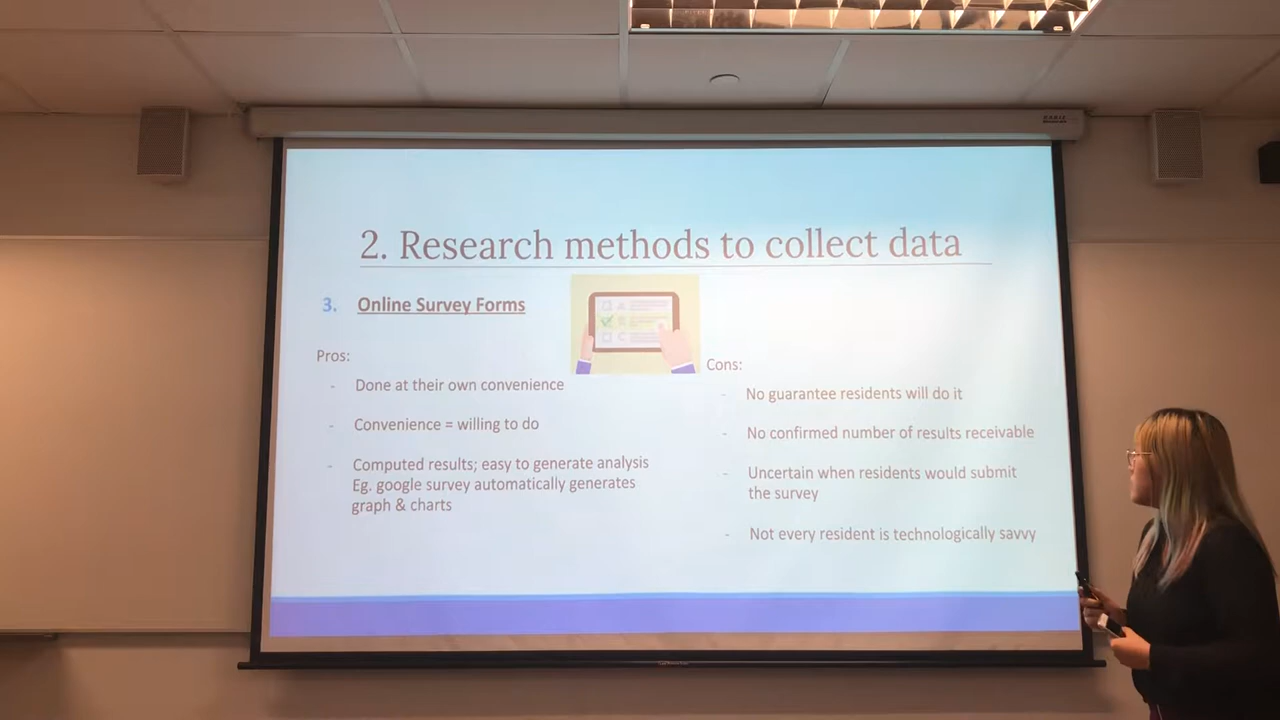 2. Research methods to collect data
3. Online Survey Forms
Pros:
- Done at their own convenience
- Convenience = willing to do
- Computed results; easy to generate analysis
Eg. google survey automatically generates
graph & charts
Cons:
- No guarantee residents will do it
- No confirmed number of results receivable
- Uncertain when residents would submit
the survey
- Not every resident is technologically savvy